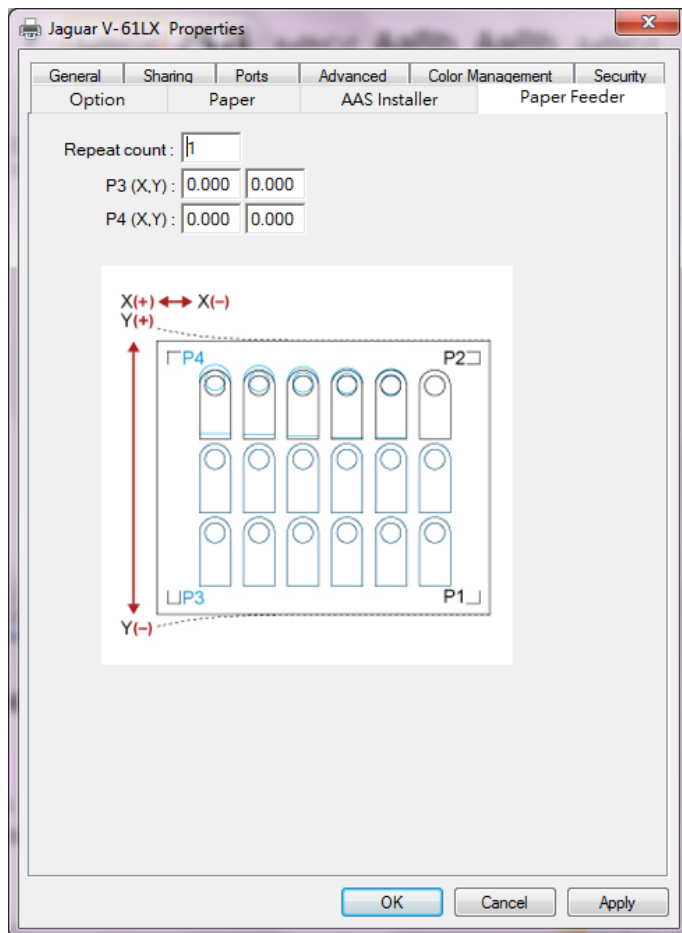 Jaguar V-61LX Properties
General Sharing Ports Advanced Color Management Security
Option Paper AAS Installer Paper Feeder
Repeat count : 1
P3 (X,Y) : 0.000 0.000
P4 (X,Y) : 0.000 0.000
X(+) X(−)
Y(+)
P4 P2
P3 P1
Y(−)
OK Cancel Apply